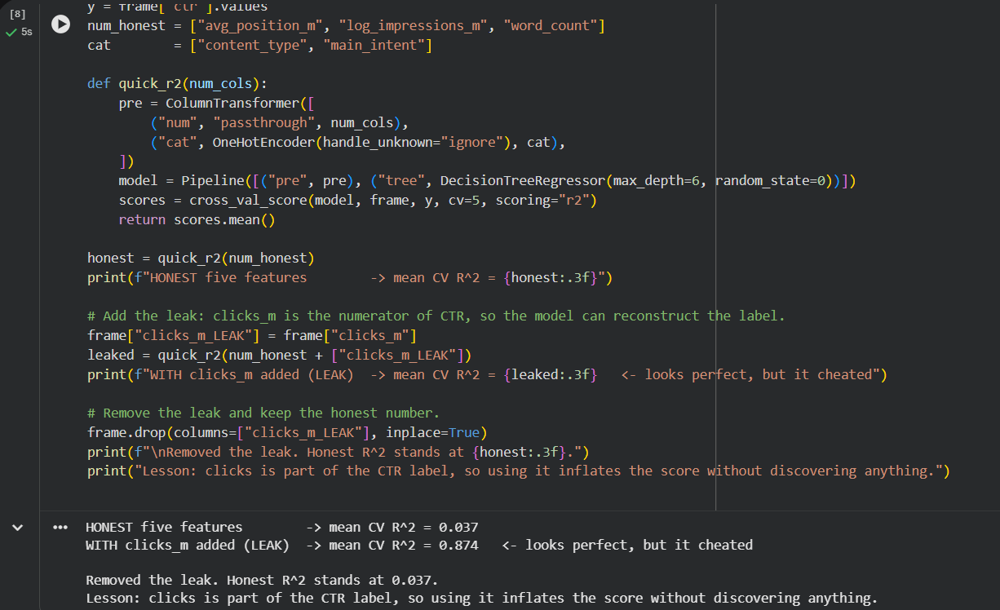 [8]
5s
y = frame["ctr"].values
num_honest = ["avg_position_m", "log_impressions_m", "word_count"]
cat        = ["content_type", "main_intent"]
def quick_r2(num_cols):
    pre = ColumnTransformer([
        ("num", "passthrough", num_cols),
        ("cat", OneHotEncoder(handle_unknown="ignore"), cat),
    ])
    model = Pipeline([("pre", pre), ("tree", DecisionTreeRegressor(max_depth=6, random_state=0))])
    scores = cross_val_score(model, frame, y, cv=5, scoring="r2")
    return scores.mean()
honest = quick_r2(num_honest)
print(f"HONEST five features        -> mean CV R^2 = {honest:.3f}")
# Add the leak: clicks_m is the numerator of CTR, so the model can reconstruct the label.
frame["clicks_m_LEAK"] = frame["clicks_m"]
leaked = quick_r2(num_honest + ["clicks_m_LEAK"])
print(f"WITH clicks_m added (LEAK)  -> mean CV R^2 = {leaked:.3f}   <- looks perfect, but it cheated")
# Remove the leak and keep the honest number.
frame.drop(columns=["clicks_m_LEAK"], inplace=True)
print(f"\nRemoved the leak. Honest R^2 stands at {honest:.3f}.")
print("Lesson: clicks is part of the CTR label, so using it inflates the score without discovering anything.")
HONEST five features        -> mean CV R^2 = 0.037
WITH clicks_m added (LEAK)  -> mean CV R^2 = 0.874   <- looks perfect, but it cheated
Removed the leak. Honest R^2 stands at 0.037.
Lesson: clicks is part of the CTR label, so using it inflates the score without discovering anything.